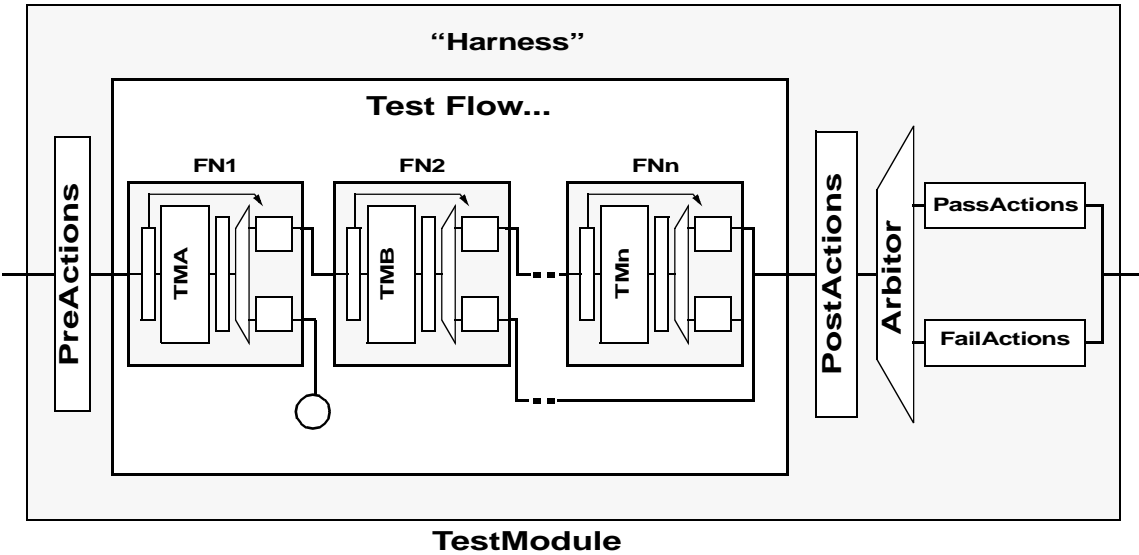 “Harness”
Test Flow...
FN1
FN2
FNn
PreActions
TMA
TMB
TMn
PostActions
Arbitor
PassActions
FailActions
TestModule